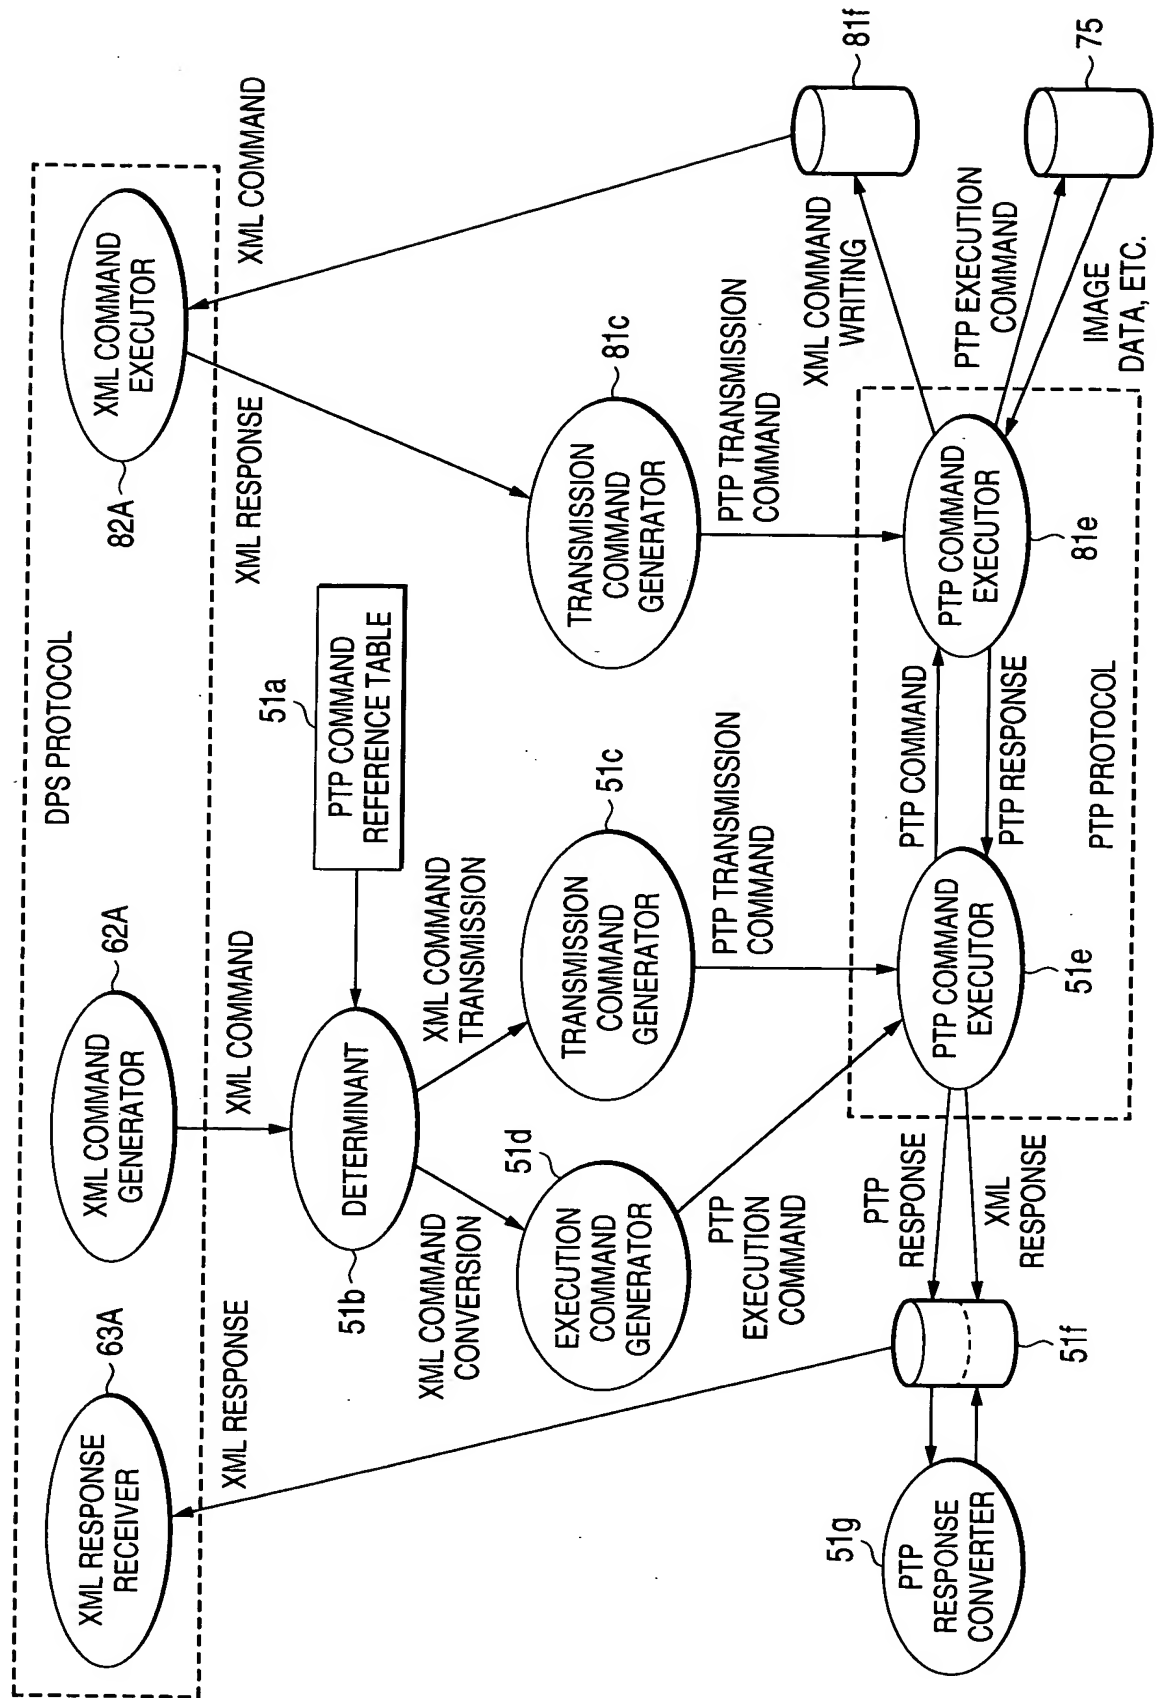 DPS PROTOCOL
63A
XML RESPONSE
RECEIVER
62A
XML COMMAND
GENERATOR
82A
XML COMMAND
EXECUTOR
XML RESPONSE
XML COMMAND
XML RESPONSE
XML COMMAND
51b
DETERMINANT
51a
PTP COMMAND
REFERENCE TABLE
XML COMMAND
CONVERSION
XML COMMAND
TRANSMISSION
51d
EXECUTION
COMMAND
GENERATOR
51c
TRANSMISSION
COMMAND
GENERATOR
81c
TRANSMISSION
COMMAND
GENERATOR
PTP
EXECUTION
COMMAND
PTP TRANSMISSION
COMMAND
PTP TRANSMISSION
COMMAND
XML COMMAND
WRITING
81f
51g
PTP
RESPONSE
CONVERTER
51f
PTP
RESPONSE
XML
RESPONSE
PTP COMMAND
EXECUTOR
51e
PTP COMMAND
PTP RESPONSE
PTP COMMAND
EXECUTOR
81e
PTP PROTOCOL
PTP EXECUTION
COMMAND
IMAGE
DATA, ETC.
75